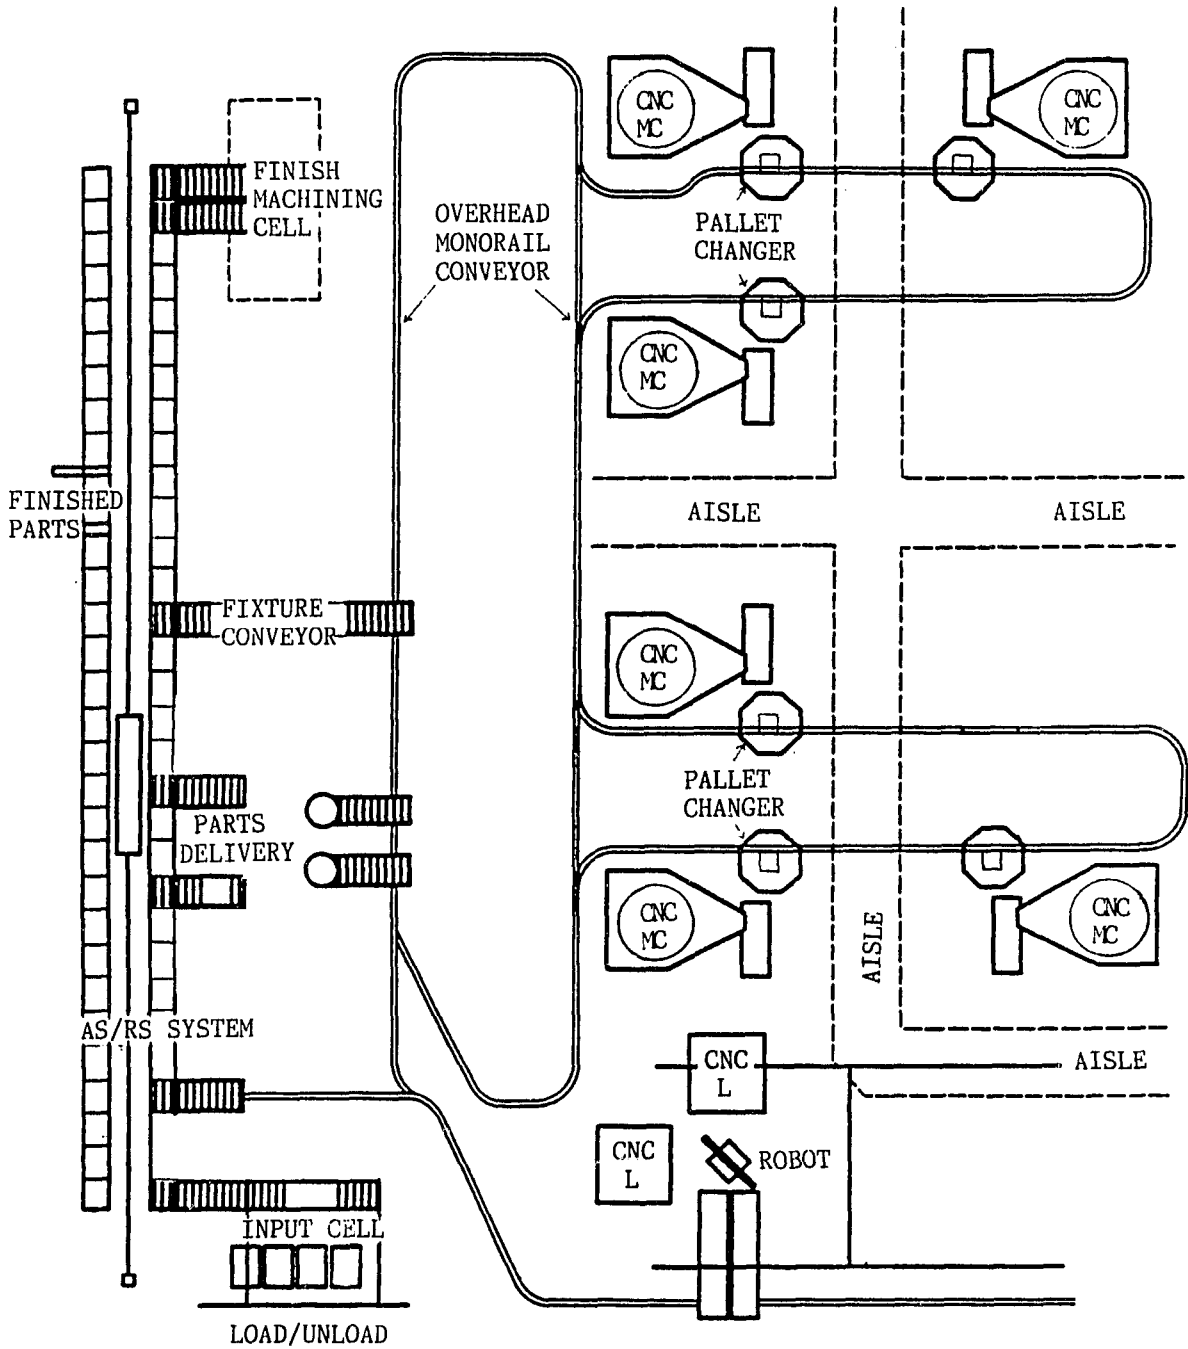 CNC
MC
CNC
MC
FINISH
MACHINING
CELL
OVERHEAD
MONORAIL
CONVEYOR
PALLET
CHANGER
CNC
MC
FINISHED
PARTS
AISLE
AISLE
FIXTURE
CONVEYOR
CNC
MC
PALLET
CHANGER
PARTS
DELIVERY
CNC
MC
AISLE
CNC
MC
AS/RS SYSTEM
CNC
L
AISLE
CNC
L
ROBOT
INPUT CELL
LOAD/UNLOAD